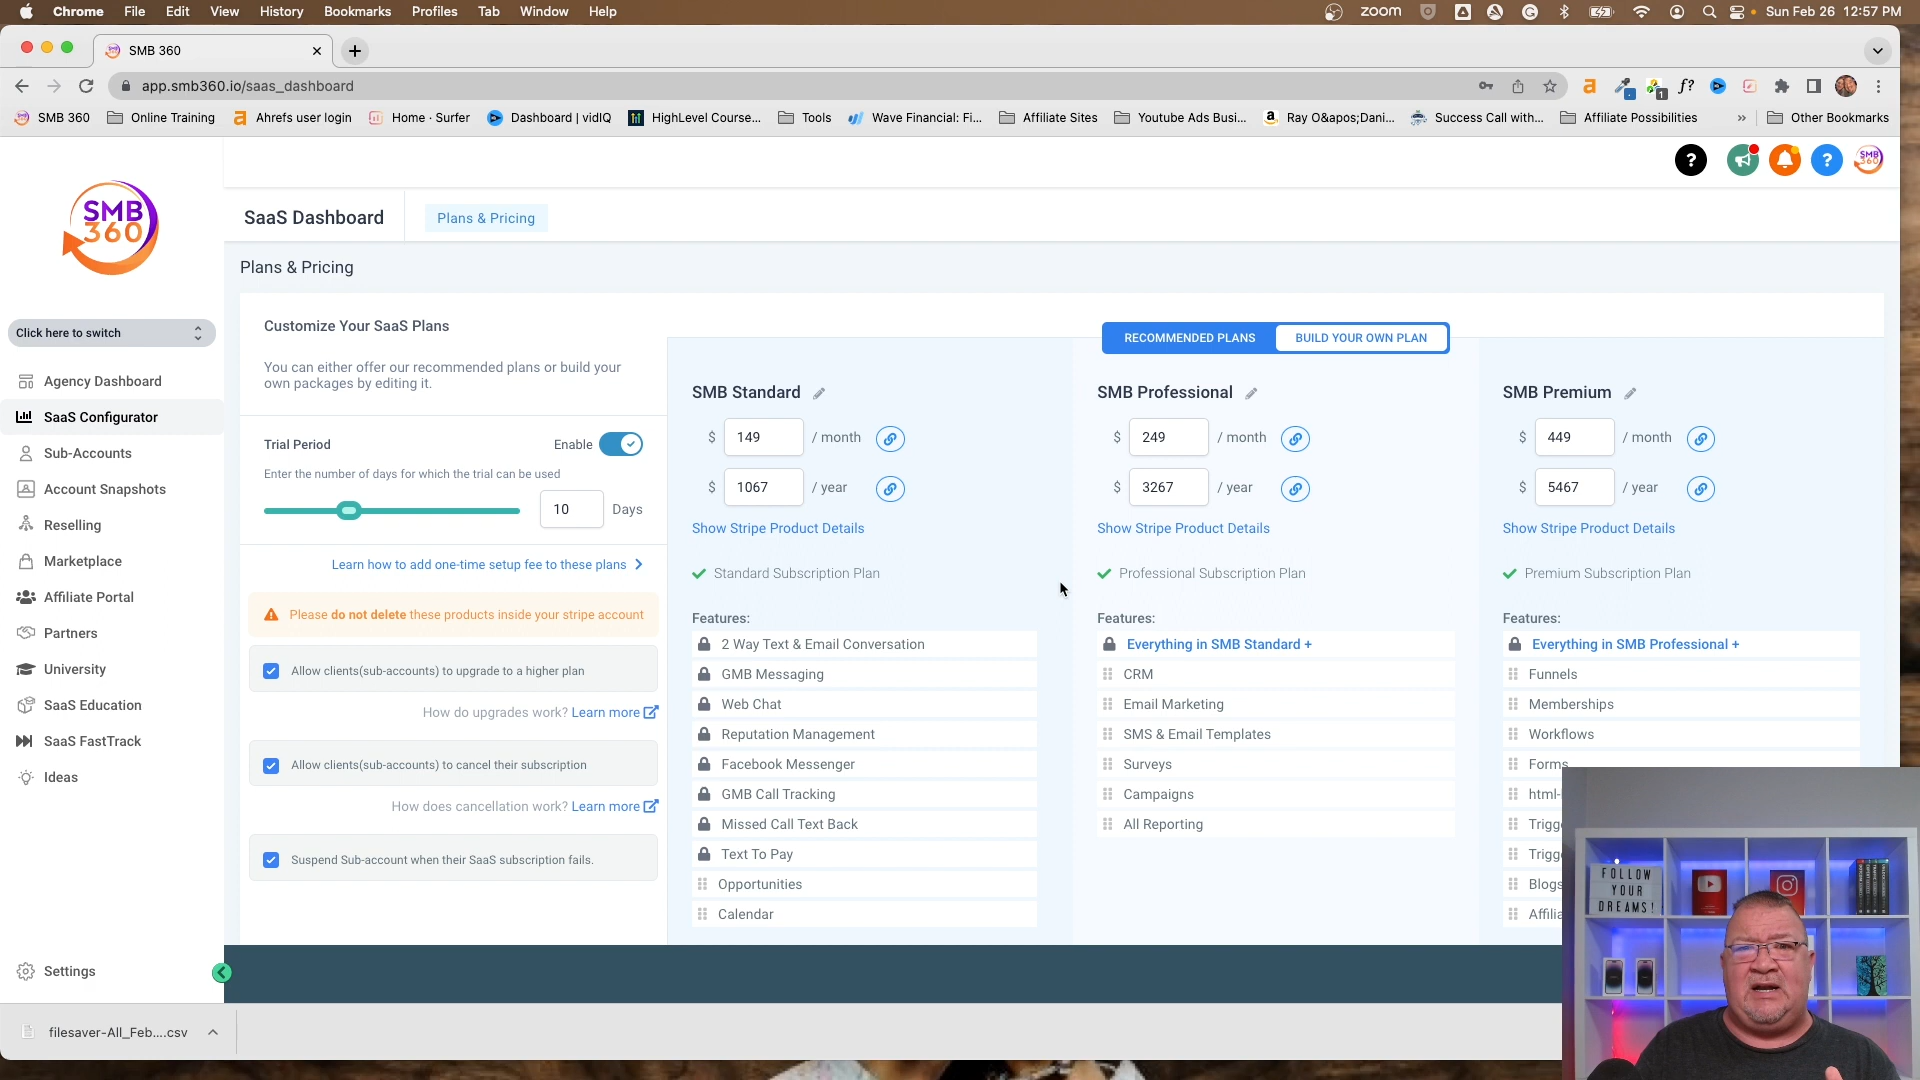 Chrome File Edit View History Bookmarks Profiles Tab Window Help
zoom
Sun Feb 26 12:57 PM
SMB 360
app.smb360.io/saas_dashboard
SMB 360
Online Training
Ahrefs user login
Home · Surfer
Dashboard | vidIQ
HighLevel Course...
Tools
Wave Financial: Fi...
Affiliate Sites
Youtube Ads Busi...
Ray O&apos;Dani...
Success Call with...
Affiliate Possibilities
»
Other Bookmarks
SMB
360
SaaS Dashboard
Plans & Pricing
Plans & Pricing
Click here to switch
Agency Dashboard
SaaS Configurator
Sub-Accounts
Account Snapshots
Reselling
Marketplace
Affiliate Portal
Partners
University
SaaS Education
SaaS FastTrack
Ideas
Settings
Customize Your SaaS Plans
You can either offer our recommended plans or build your
own packages by editing it.
Trial Period
Enable
Enter the number of days for which the trial can be used
10 Days
Learn how to add one-time setup fee to these plans
Please do not delete these products inside your stripe account
Allow clients(sub-accounts) to upgrade to a higher plan
How do upgrades work? Learn more
Allow clients(sub-accounts) to cancel their subscription
How does cancellation work? Learn more
Suspend Sub-account when their SaaS subscription fails.
RECOMMENDED PLANS
BUILD YOUR OWN PLAN
SMB Standard
$ 149 / month
$ 1067 / year
Show Stripe Product Details
Standard Subscription Plan
Features:
2 Way Text & Email Conversation
GMB Messaging
Web Chat
Reputation Management
Facebook Messenger
GMB Call Tracking
Missed Call Text Back
Text To Pay
Opportunities
Calendar
SMB Professional
$ 249 / month
$ 3267 / year
Show Stripe Product Details
Professional Subscription Plan
Features:
Everything in SMB Standard +
CRM
Email Marketing
SMS & Email Templates
Surveys
Campaigns
All Reporting
SMB Premium
$ 449 / month
$ 5467 / year
Show Stripe Product Details
Premium Subscription Plan
Features:
Everything in SMB Professional +
Funnels
Memberships
Workflows
Forms
html-
Trigg
Trigg
Blogs
Affilia
FOLLOW
YOUR
DREAMS!
filesaver-All_Feb....csv